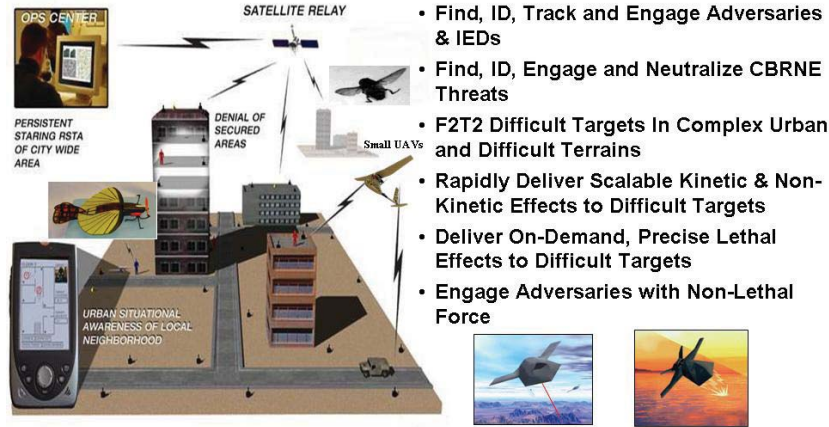 OPS CENTER
SATELLITE RELAY
PERSISTENT
STARING RSTA
OF CITY WIDE
AREA
DENIAL OF
SECURED
AREAS
Small UAVs
URBAN SITUATIONAL
AWARENESS OF LOCAL
NEIGHBORHOOD
• Find, ID, Track and Engage Adversaries
& IEDs
• Find, ID, Engage and Neutralize CBRNE
Threats
• F2T2 Difficult Targets In Complex Urban
and Difficult Terrains
• Rapidly Deliver Scalable Kinetic & Non-
Kinetic Effects to Difficult Targets
• Deliver On-Demand, Precise Lethal
Effects to Difficult Targets
• Engage Adversaries with Non-Lethal
Force